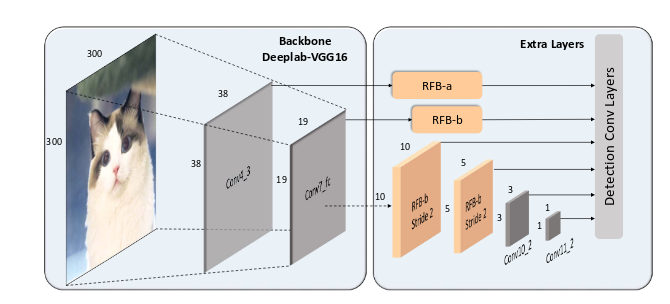 Backbone
Deeplab-VGG16
300
300
38
38
Conv4_3
19
19
Conv7_fc
Extra Layers
RFB-a
RFB-b
10
10
RFB-b
Stride 2
5
5
RFB-b
Stride 2
3
3
Conv10_2
1
1
Conv11_2
Detection Conv Layers